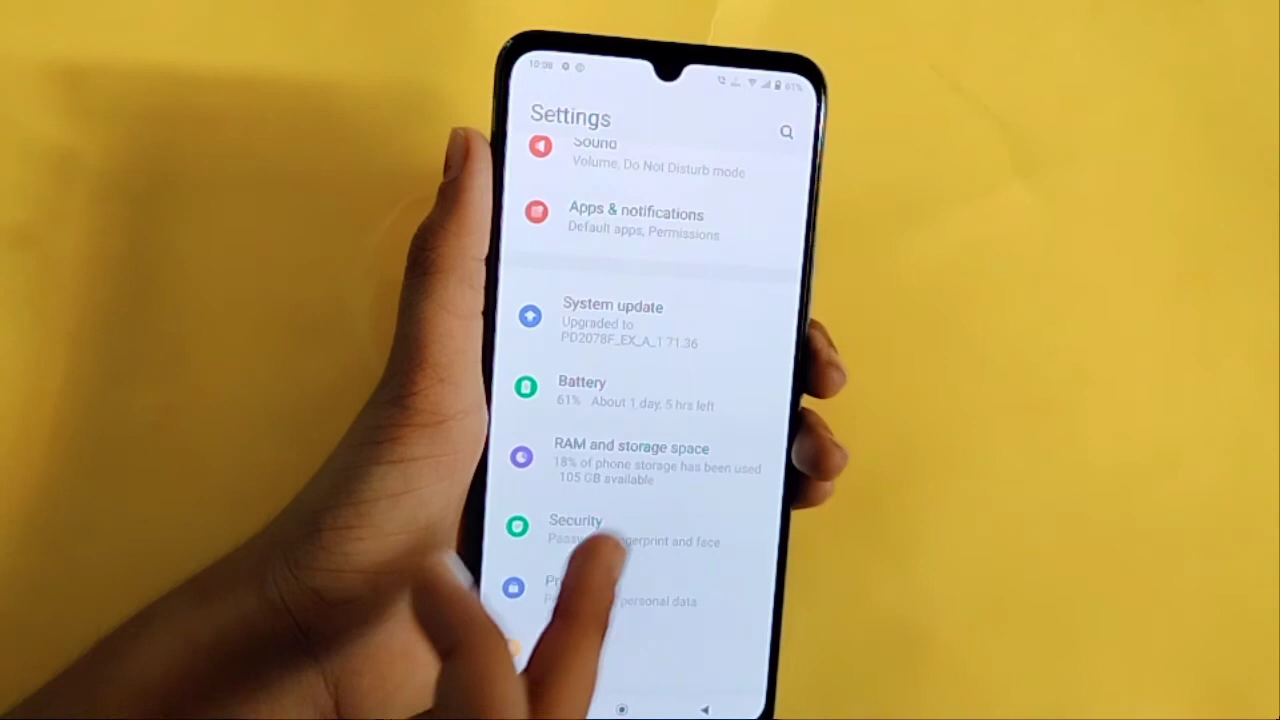 10:08
61%
Settings
Sound
Volume, Do Not Disturb mode
Apps & notifications
Default apps, Permissions
System update
Upgraded to
PD2078F_EX_A_1.71.36
Battery
61% About 1 day, 5 hrs left
RAM and storage space
18% of phone storage has been used
105 GB available
Security
and face
personal data